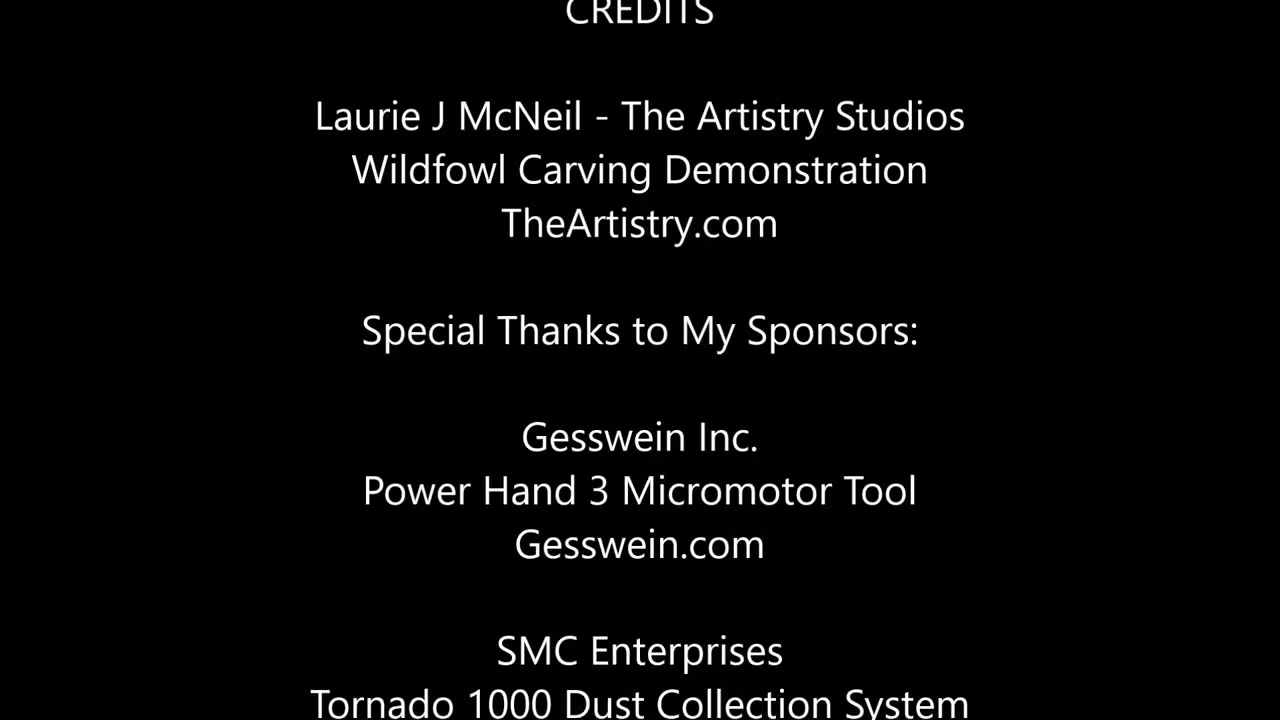 CREDITS
Laurie J McNeil - The Artistry Studios
Wildfowl Carving Demonstration
TheArtistry.com
Special Thanks to My Sponsors:
Gesswein Inc.
Power Hand 3 Micromotor Tool
Gesswein.com
SMC Enterprises
Tornado 1000 Dust Collection System